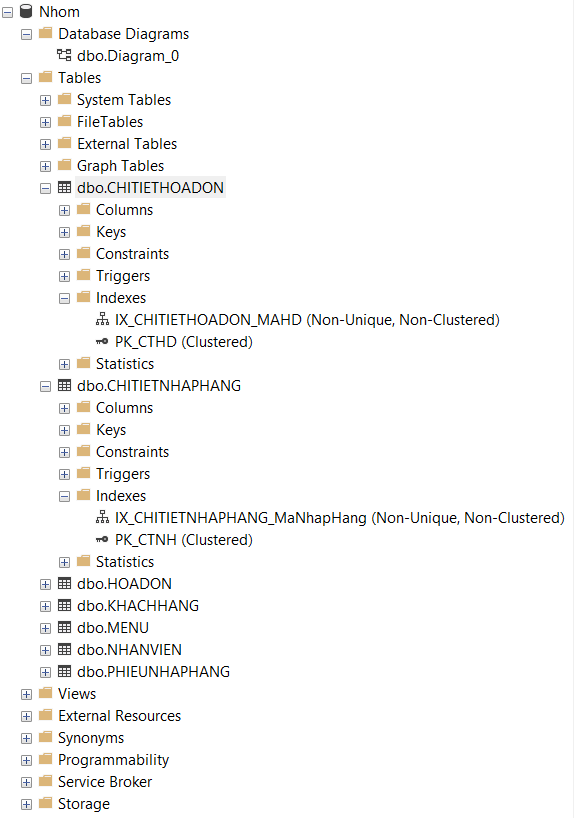 Nhom
Database Diagrams
dbo.Diagram_0
Tables
System Tables
FileTables
External Tables
Graph Tables
dbo.CHITIETHOADON
Columns
Keys
Constraints
Triggers
Indexes
IX_CHITIETHOADON_MAHD (Non-Unique, Non-Clustered)
PK_CTHD (Clustered)
Statistics
dbo.CHITIETNHAPHANG
Columns
Keys
Constraints
Triggers
Indexes
IX_CHITIETNHAPHANG_MaNhapHang (Non-Unique, Non-Clustered)
PK_CTNH (Clustered)
Statistics
dbo.HOADON
dbo.KHACHHANG
dbo.MENU
dbo.NHANVIEN
dbo.PHIEUNHAPHANG
Views
External Resources
Synonyms
Programmability
Service Broker
Storage